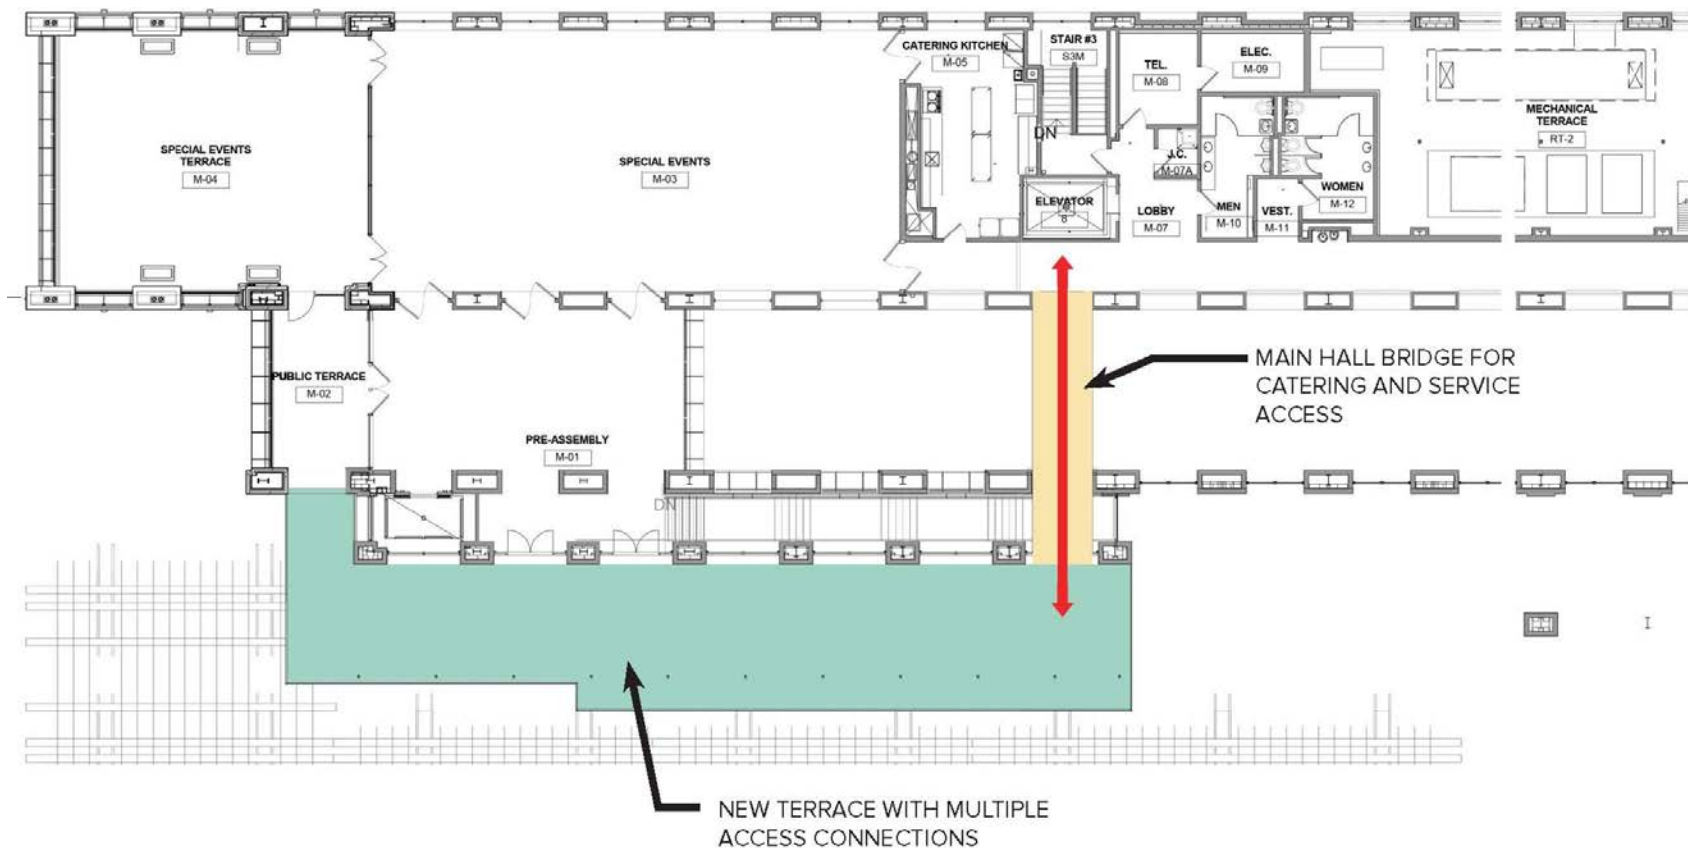 CATERING KITCHEN
M-05
STAIR #3
S3M
TEL.
M-08
ELEC.
M-09
MECHANICAL
TERRACE
RT-2
SPECIAL EVENTS
TERRACE
M-04
SPECIAL EVENTS
M-03
DN
J.C.
M-07A
ELEVATOR
8
LOBBY
M-07
MEN
M-10
VEST.
M-11
WOMEN
M-12
PUBLIC TERRACE
M-02
PRE-ASSEMBLY
M-01
DN
MAIN HALL BRIDGE FOR
CATERING AND SERVICE
ACCESS
NEW TERRACE WITH MULTIPLE
ACCESS CONNECTIONS